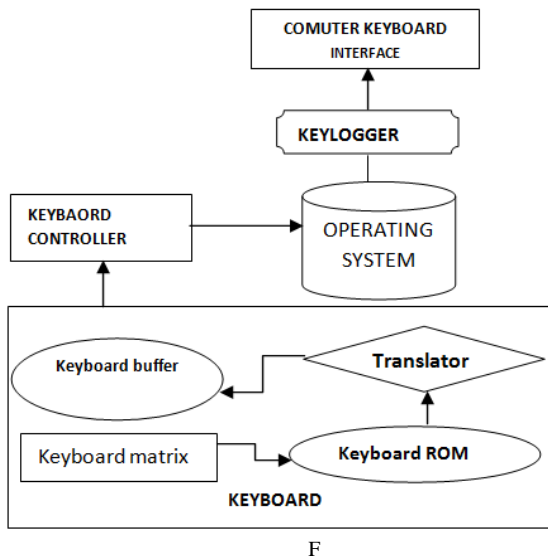 COMUTER KEYBOARD
INTERFACE
KEYLOGGER
KEYBAORD
CONTROLLER
OPERATING
SYSTEM
Keyboard buffer
Translator
Keyboard matrix
Keyboard ROM
KEYBOARD
F